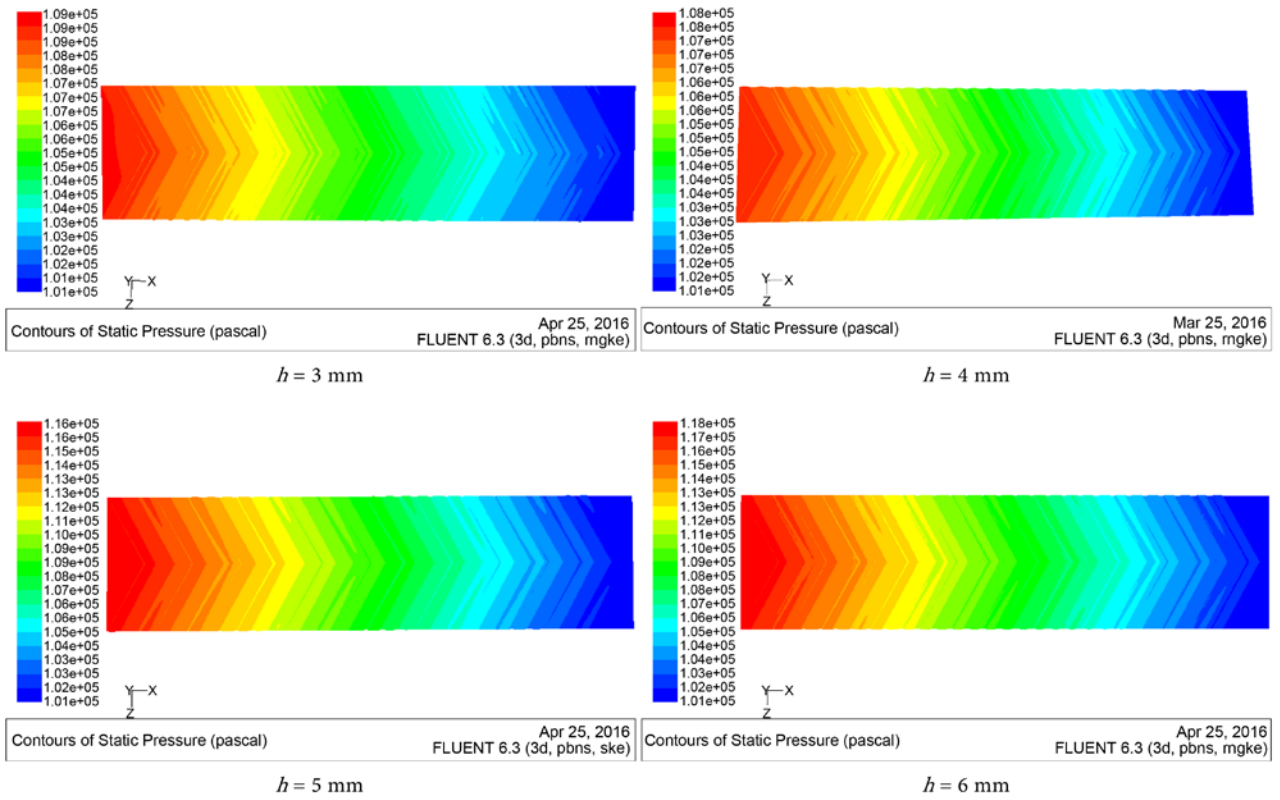 1.09e+05
1.09e+05
1.08e+05
1.08e+05
1.08e+05
1.07e+05
1.07e+05
1.07e+05
1.06e+05
1.06e+05
1.05e+05
1.05e+05
1.04e+05
1.04e+05
1.04e+05
1.03e+05
1.03e+05
1.02e+05
1.02e+05
1.01e+05
1.01e+05
Y X
Z
Contours of Static Pressure (pascal)
Apr 25, 2016
FLUENT 6.3 (3d, pbns, rngke)
h = 3 mm
1.08e+05
1.08e+05
1.07e+05
1.07e+05
1.07e+05
1.06e+05
1.06e+05
1.06e+05
1.05e+05
1.05e+05
1.05e+05
1.04e+05
1.04e+05
1.04e+05
1.03e+05
1.03e+05
1.03e+05
1.02e+05
1.02e+05
1.02e+05
1.01e+05
Y X
Z
Contours of Static Pressure (pascal)
Mar 25, 2016
FLUENT 6.3 (3d, pbns, rngke)
h = 4 mm
1.16e+05
1.16e+05
1.15e+05
1.14e+05
1.13e+05
1.13e+05
1.12e+05
1.11e+05
1.10e+05
1.09e+05
1.09e+05
1.08e+05
1.07e+05
1.06e+05
1.06e+05
1.05e+05
1.04e+05
1.03e+05
1.03e+05
1.02e+05
1.01e+05
Y X
Z
Contours of Static Pressure (pascal)
Apr 25, 2016
FLUENT 6.3 (3d, pbns, ske)
h = 5 mm
1.18e+05
1.17e+05
1.16e+05
1.15e+05
1.14e+05
1.13e+05
1.13e+05
1.12e+05
1.11e+05
1.10e+05
1.09e+05
1.09e+05
1.08e+05
1.07e+05
1.06e+05
1.05e+05
1.04e+05
1.04e+05
1.03e+05
1.02e+05
1.01e+05
Y X
Z
Contours of Static Pressure (pascal)
Apr 25, 2016
FLUENT 6.3 (3d, pbns, rngke)
h = 6 mm